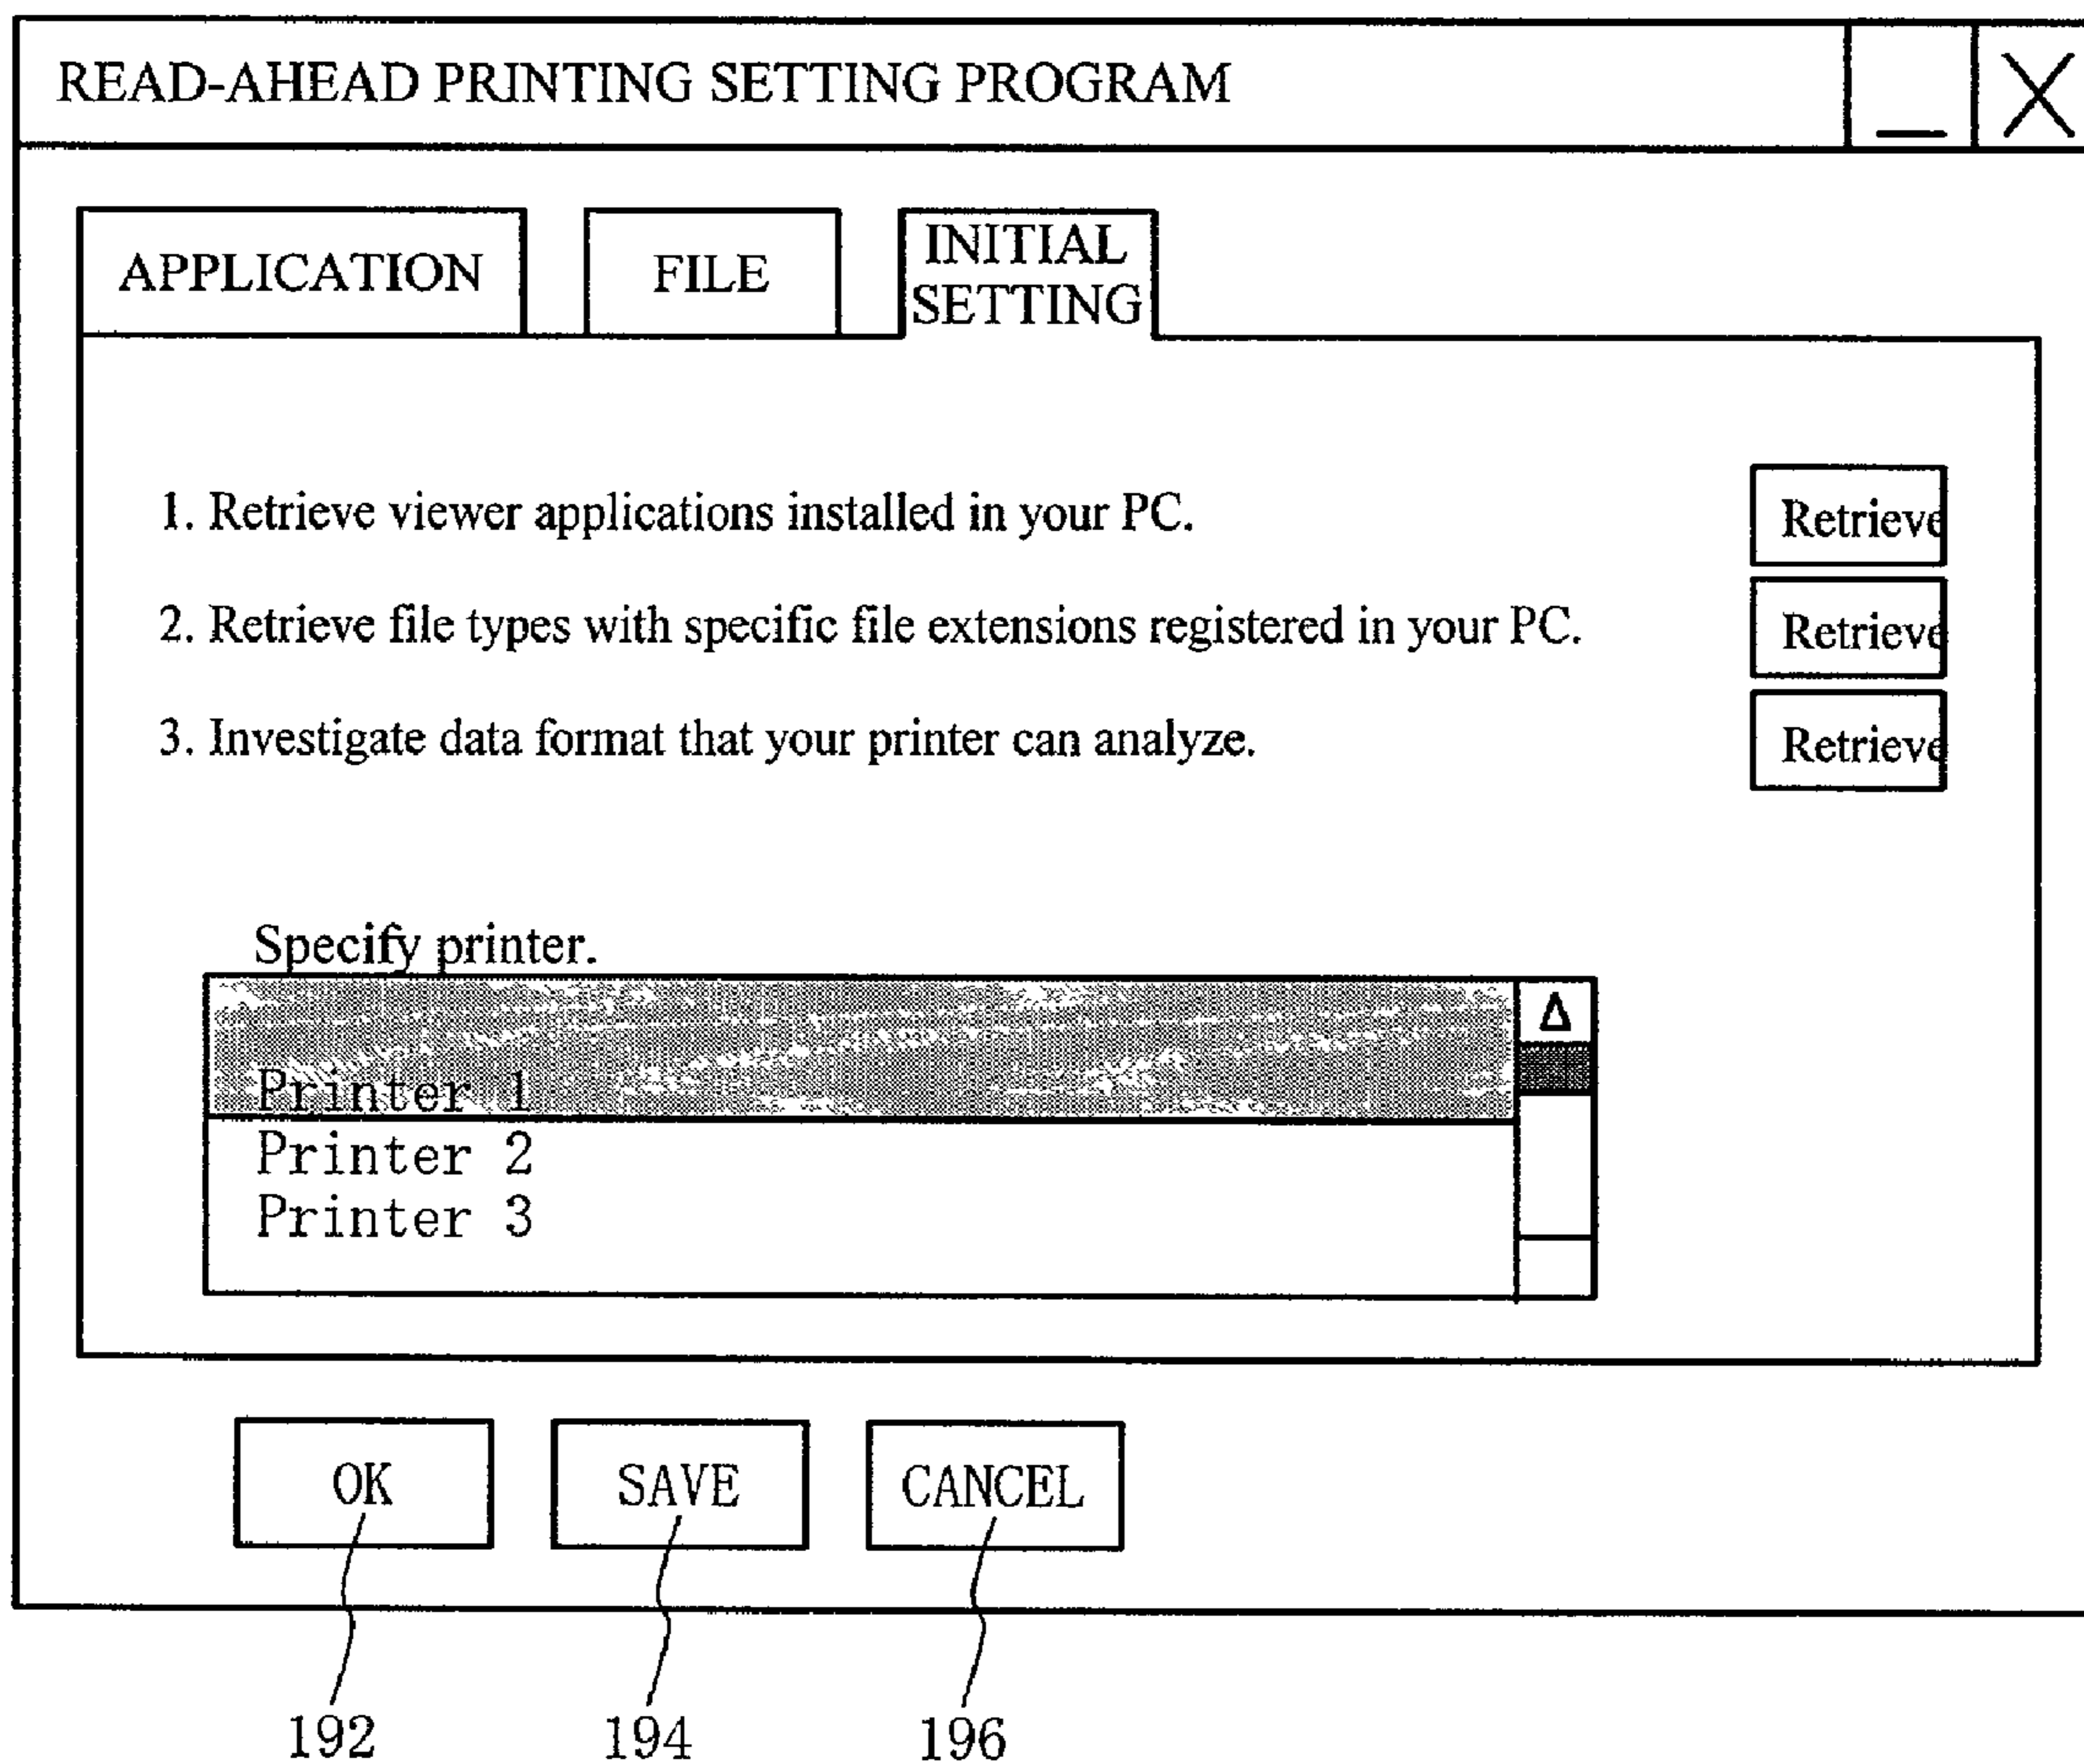 READ-AHEAD PRINTING SETTING PROGRAM
APPLICATION
FILE
INITIAL
SETTING
1. Retrieve viewer applications installed in your PC.
Retrieve
2. Retrieve file types with specific file extensions registered in your PC.
Retrieve
3. Investigate data format that your printer can analyze.
Retrieve
Specify printer.
Printer 1
Printer 2
Printer 3
OK
SAVE
CANCEL
192
194
196